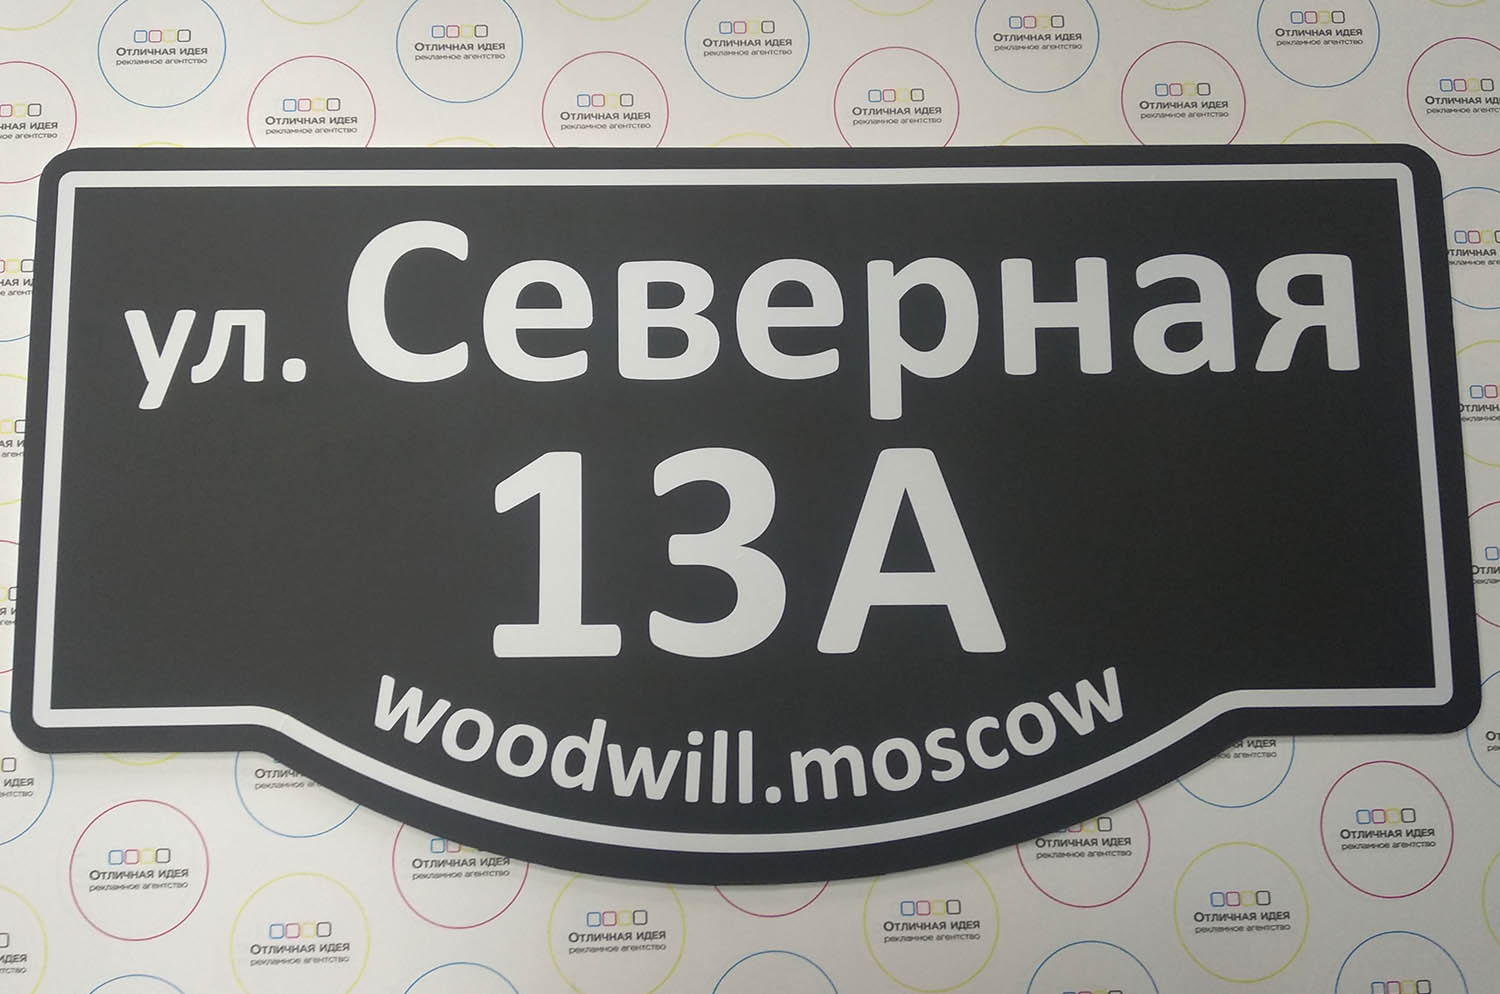 ул. Северная
13А
woodwill.moscow
Отличная идея
рекламное агентство